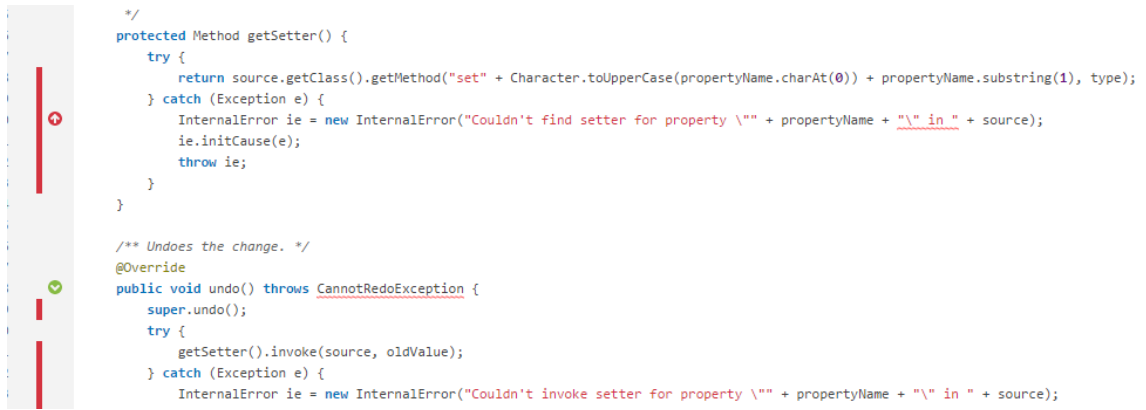 */
protected Method getSetter() {
try {
return source.getClass().getMethod("set" + Character.toUpperCase(propertyName.charAt(0)) + propertyName.substring(1), type);
} catch (Exception e) {
InternalError ie = new InternalError("Couldn't find setter for property \"" + propertyName + "\" in " + source);
ie.initCause(e);
throw ie;
}
}
/** Undoes the change. */
@Override
public void undo() throws CannotRedoException {
super.undo();
try {
getSetter().invoke(source, oldValue);
} catch (Exception e) {
InternalError ie = new InternalError("Couldn't invoke setter for property \"" + propertyName + "\" in " + source);